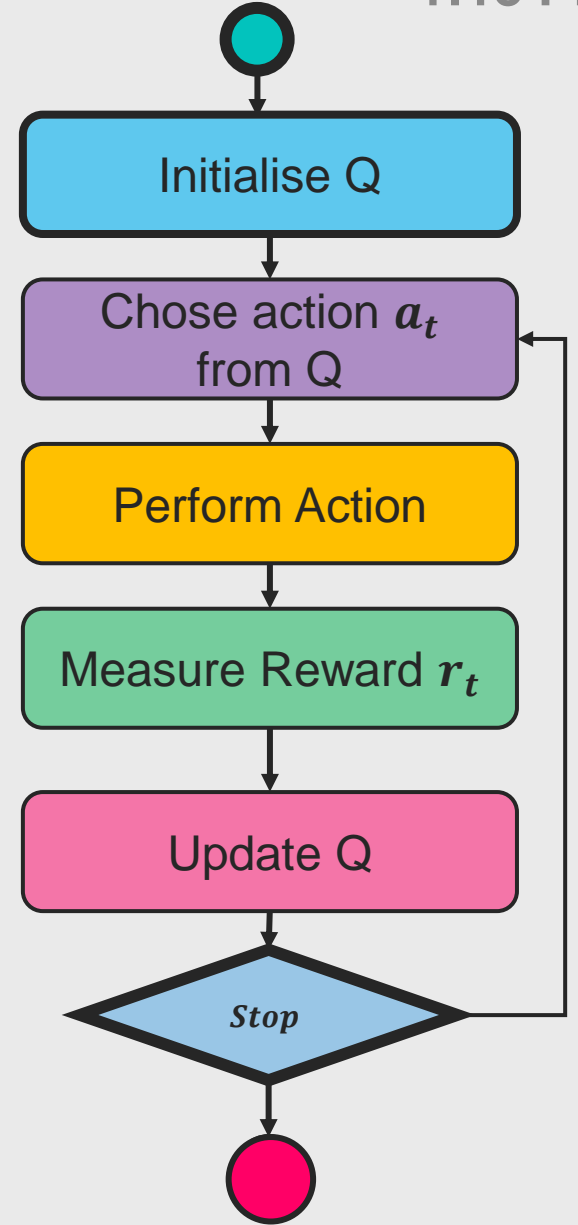 Initialise Q
Chose action a_t
from Q
Perform Action
Measure Reward r_t
Update Q
Stop